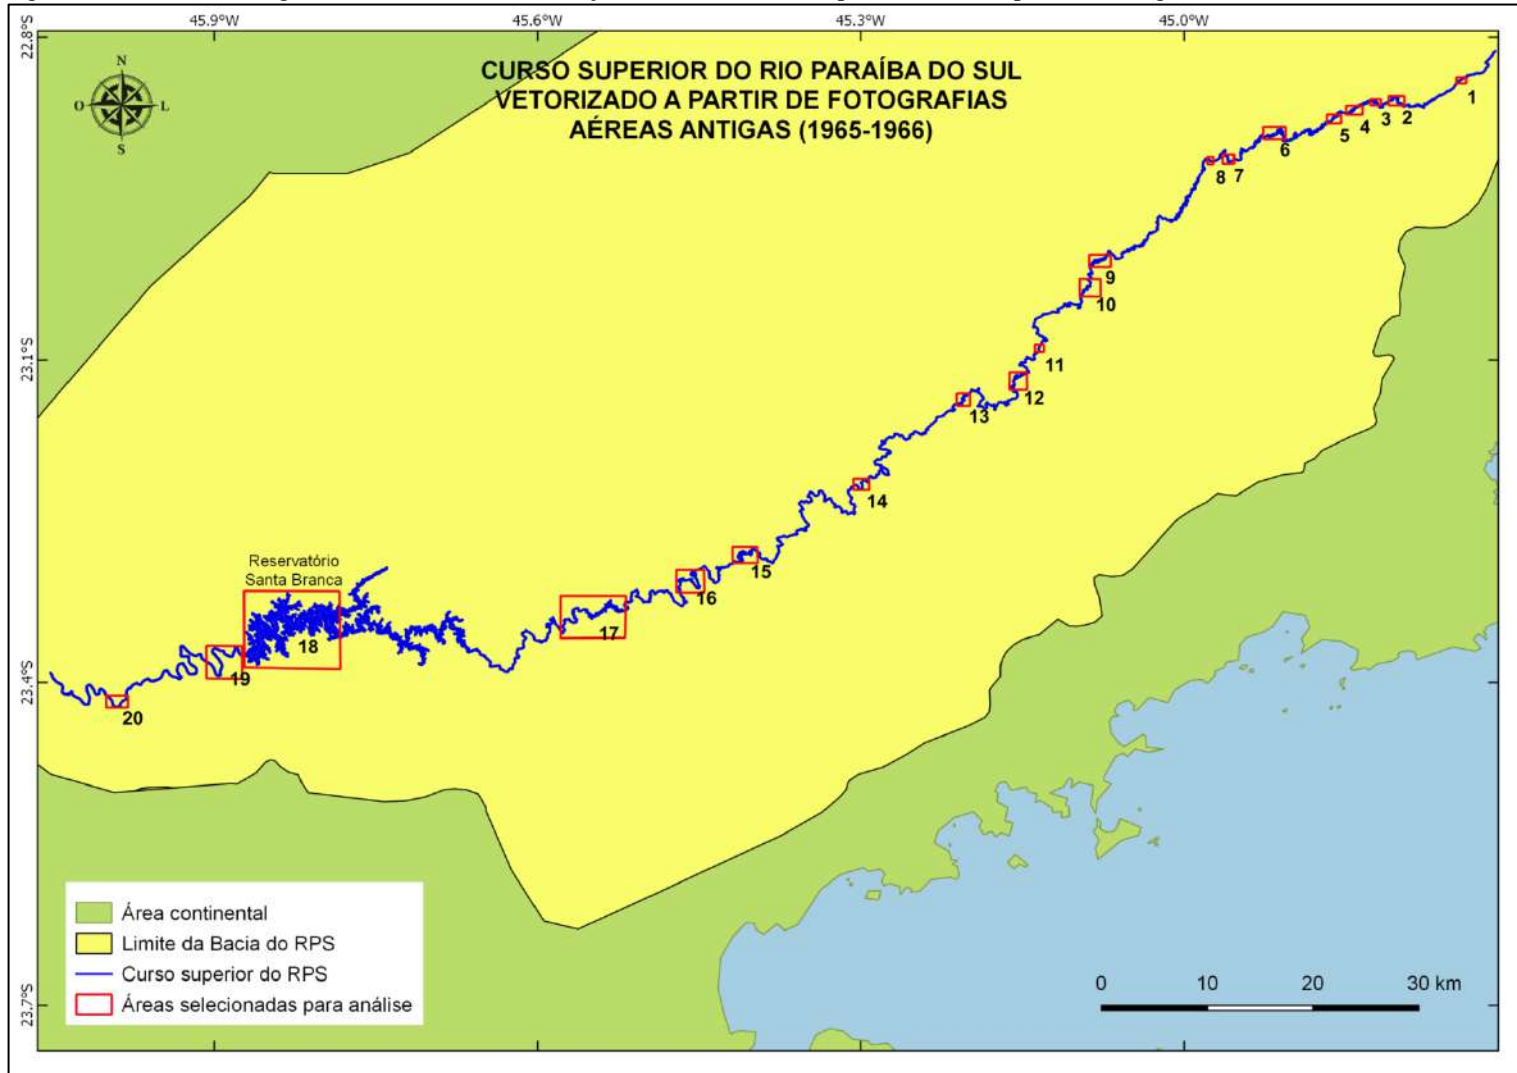 45.9°W 45.6°W 45.3°W 45.0°W
22.8°S
23.1°S
23.4°S
23.7°S
N
O L
S
CURSO SUPERIOR DO RIO PARAÍBA DO SUL
VETORIZADO A PARTIR DE FOTOGRAFIAS
AÉREAS ANTIGAS (1965-1966)
1
2
3
4
5
6
7
8
9
10
11
12
13
14
15
16
17
Reservatório
Santa Branca
18
19
20
Área continental
Limite da Bacia do RPS
Curso superior do RPS
Áreas selecionadas para análise
0 10 20 30 km